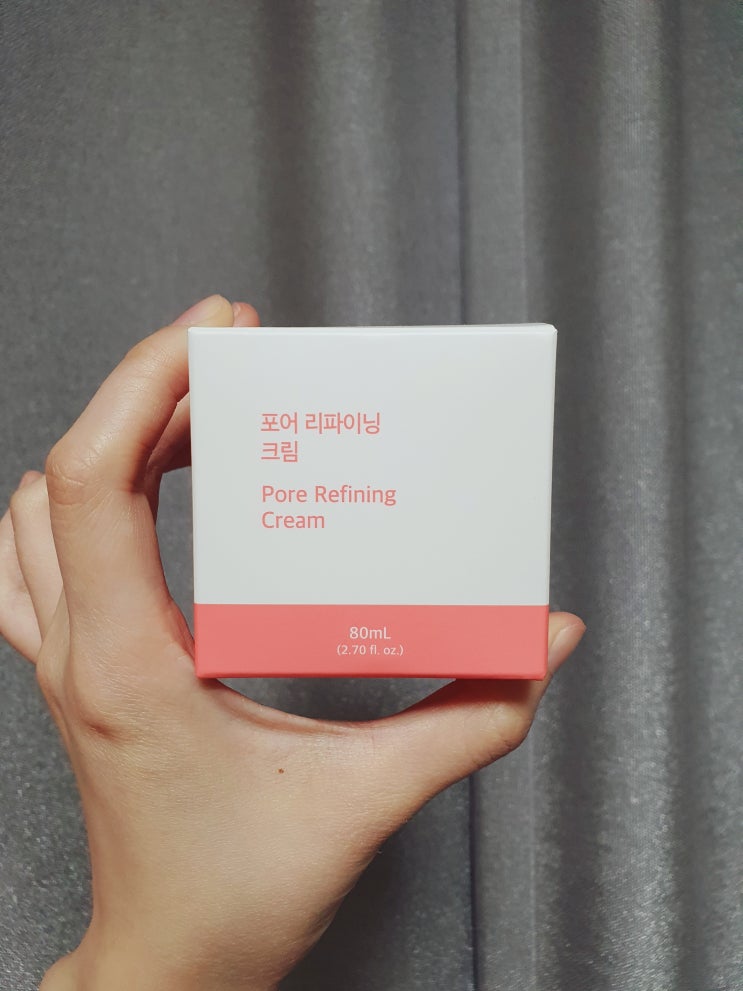 포어 리파이닝
크림
Pore Refining
Cream
80mL
(2.70 fl. oz.)